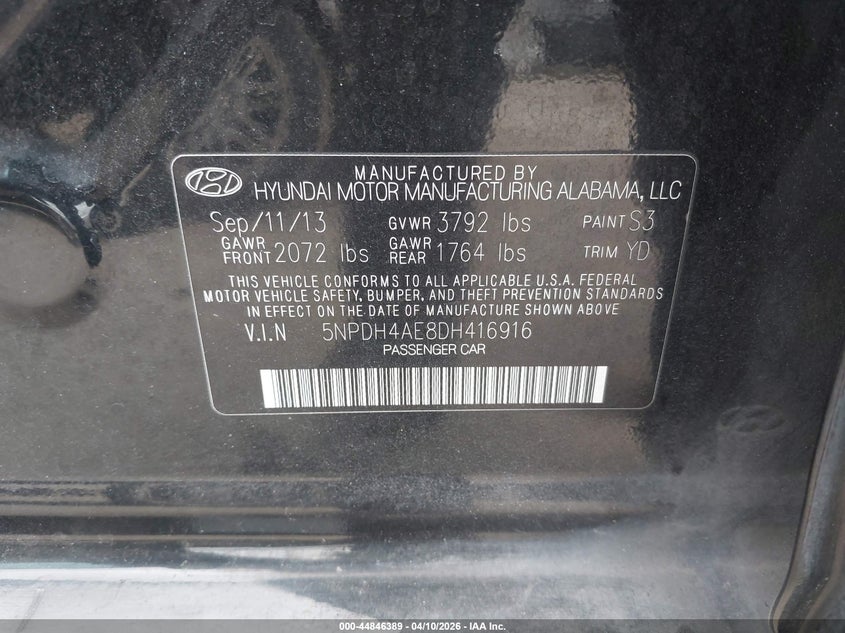 MANUFACTURED BY
HYUNDAI MOTOR MANUFACTURING ALABAMA, LLC
Sep/11/13 GVWR 3792 lbs PAINT S3
GAWR FRONT 2072 lbs GAWR REAR 1764 lbs TRIM YD
THIS VEHICLE CONFORMS TO ALL APPLICABLE U.S.A. FEDERAL
MOTOR VEHICLE SAFETY, BUMPER, AND THEFT PREVENTION STANDARDS
IN EFFECT ON THE DATE OF MANUFACTURE SHOWN ABOVE
V.I.N 5NPDH4AE8DH416916
PASSENGER CAR
000-44846389 - 04/10/2026 - IAA Inc.